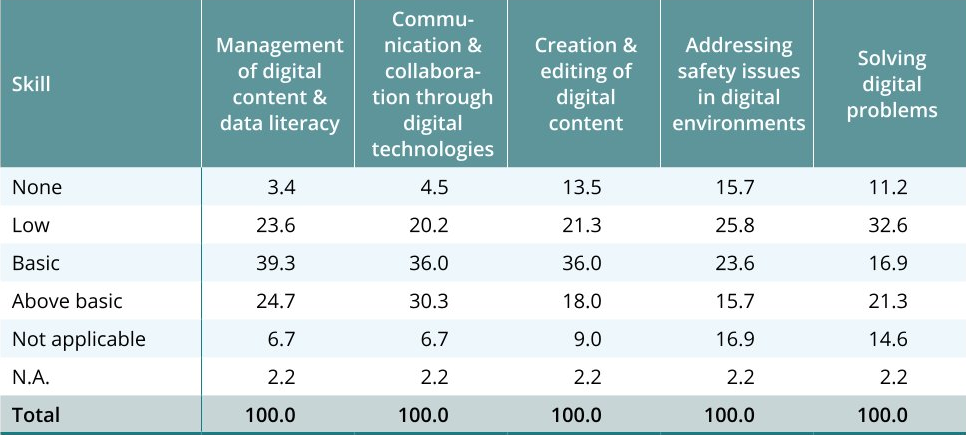 Skill
Management
of digital
content &
data literacy
Commu-
nication &
collabora-
tion through
digital
technologies
Creation &
editing of
digital
content
Addressing
safety issues
in digital
environments
Solving
digital
problems
None 3.4 4.5 13.5 15.7 11.2
Low 23.6 20.2 21.3 25.8 32.6
Basic 39.3 36.0 36.0 23.6 16.9
Above basic 24.7 30.3 18.0 15.7 21.3
Not applicable 6.7 6.7 9.0 16.9 14.6
N.A. 2.2 2.2 2.2 2.2 2.2
Total 100.0 100.0 100.0 100.0 100.0